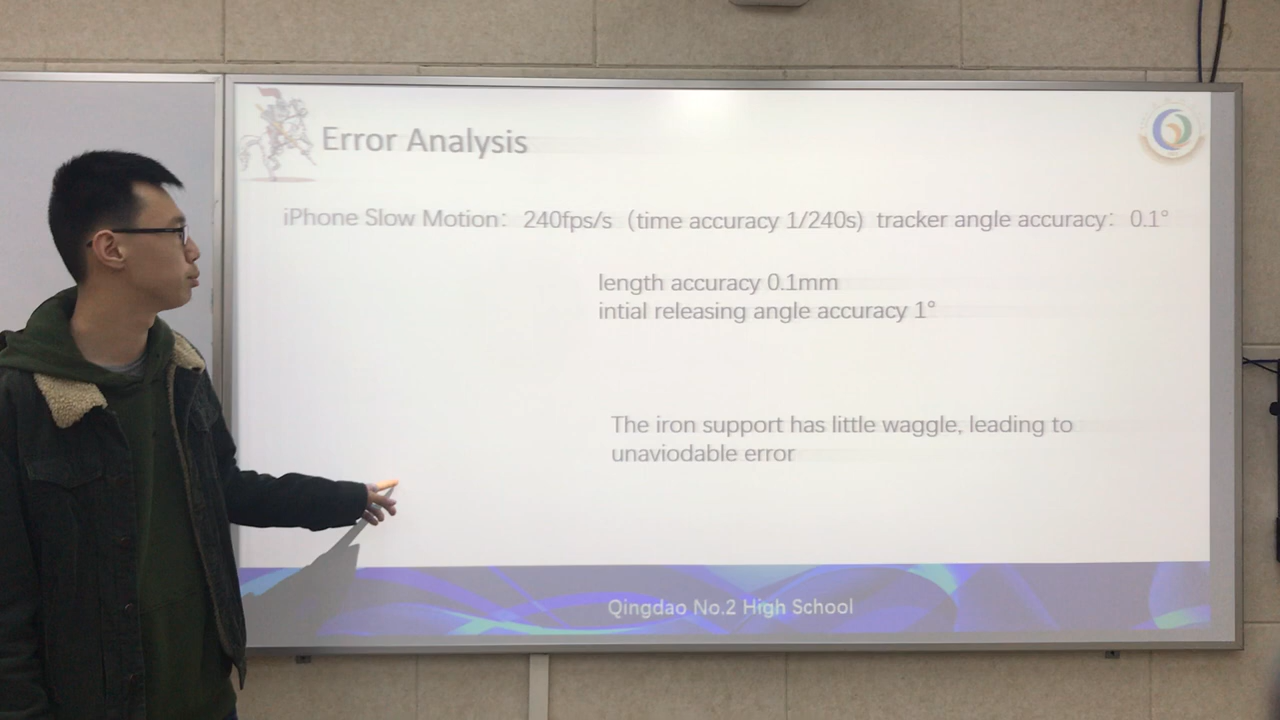 Error Analysis
iPhone Slow Motion：240fps/s（time accuracy 1/240s）tracker angle accuracy：0.1°
length accuracy 0.1mm
intial releasing angle accuracy 1°
The iron support has little waggle, leading to
unaviodable error
Qingdao No.2 High School